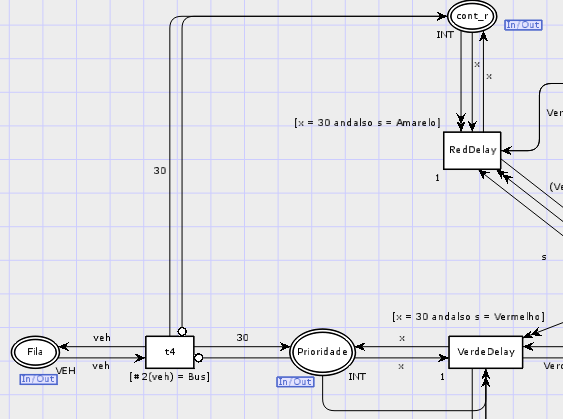 cont_r
In/Out
INT
x
x
[x = 30 andalso s = Amarelo]
Ver
RedDelay
30
1
(Ve
s
[x = 30 andalso s = Vermelho]
veh
30
x
Fila
t4
Prioridade
VerdeDelay
veh
x
Verd
VEH
In/Out
[#2(veh) = Bus]
In/Out
INT
1